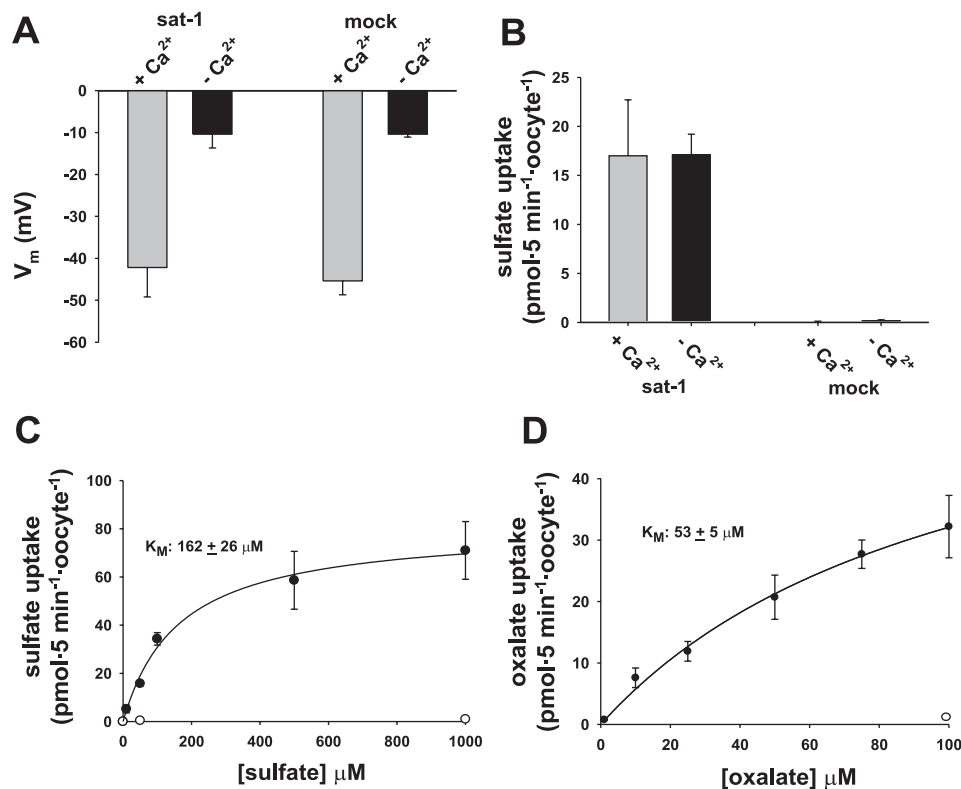 A
sat-1
mock
+ Ca2+
- Ca2+
+ Ca2+
- Ca2+
0
-10
-20
-30
-40
-50
-60
Vm (mV)
B
25
20
15
10
5
0
sulfate uptake
(pmol·5 min-1·oocyte-1)
+ Ca2+
- Ca2+
+ Ca2+
- Ca2+
sat-1
mock
C
100
80
60
40
20
0
sulfate uptake
(pmol·5 min-1·oocyte-1)
KM: 162 ± 26 μM
0
200
400
600
800
1000
[sulfate] μM
D
40
30
20
10
0
oxalate uptake
(pmol·5 min-1·oocyte-1)
KM: 53 ± 5 μM
0
20
40
60
80
100
[oxalate] μM